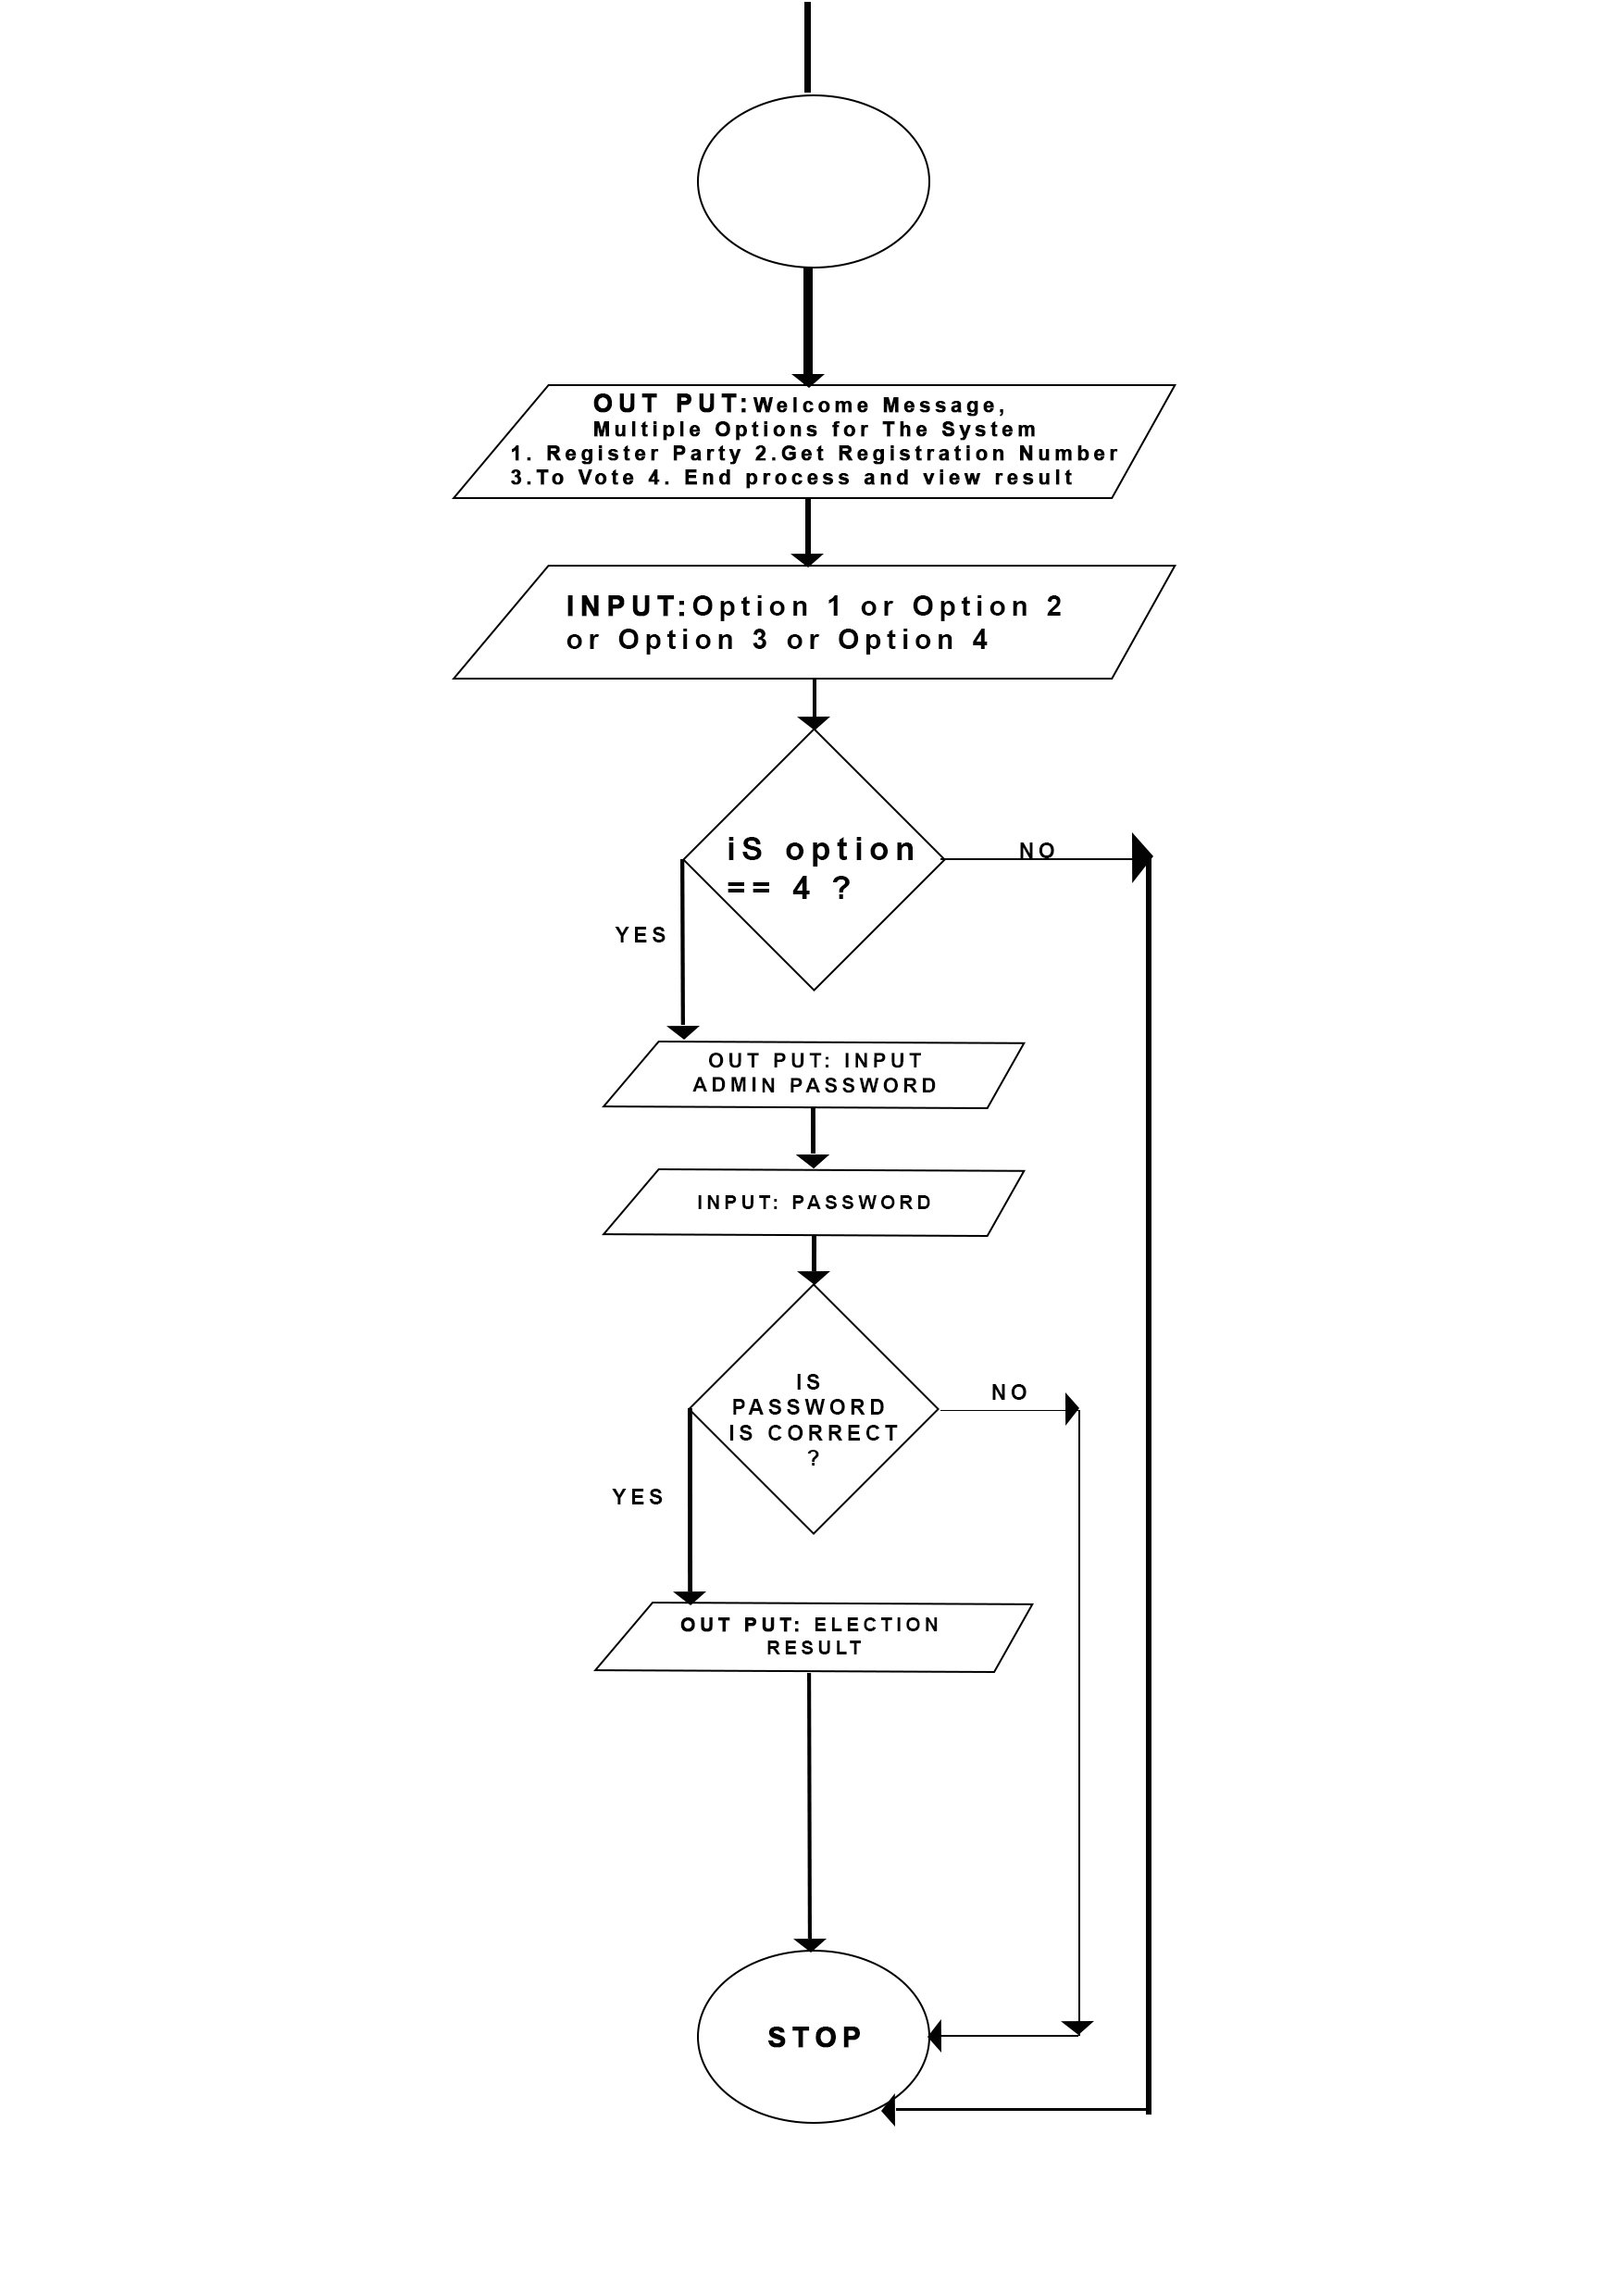 OUT PUT:Welcome Message,
Multiple Options for The System
1. Register Party 2.Get Registration Number
3.To Vote 4. End process and view result
INPUT:Option 1 or Option 2
or Option 3 or Option 4
iS option
== 4 ?
NO
YES
OUT PUT: INPUT
ADMIN PASSWORD
INPUT: PASSWORD
IS
PASSWORD
IS CORRECT
?
NO
YES
OUT PUT: ELECTION
RESULT
STOP